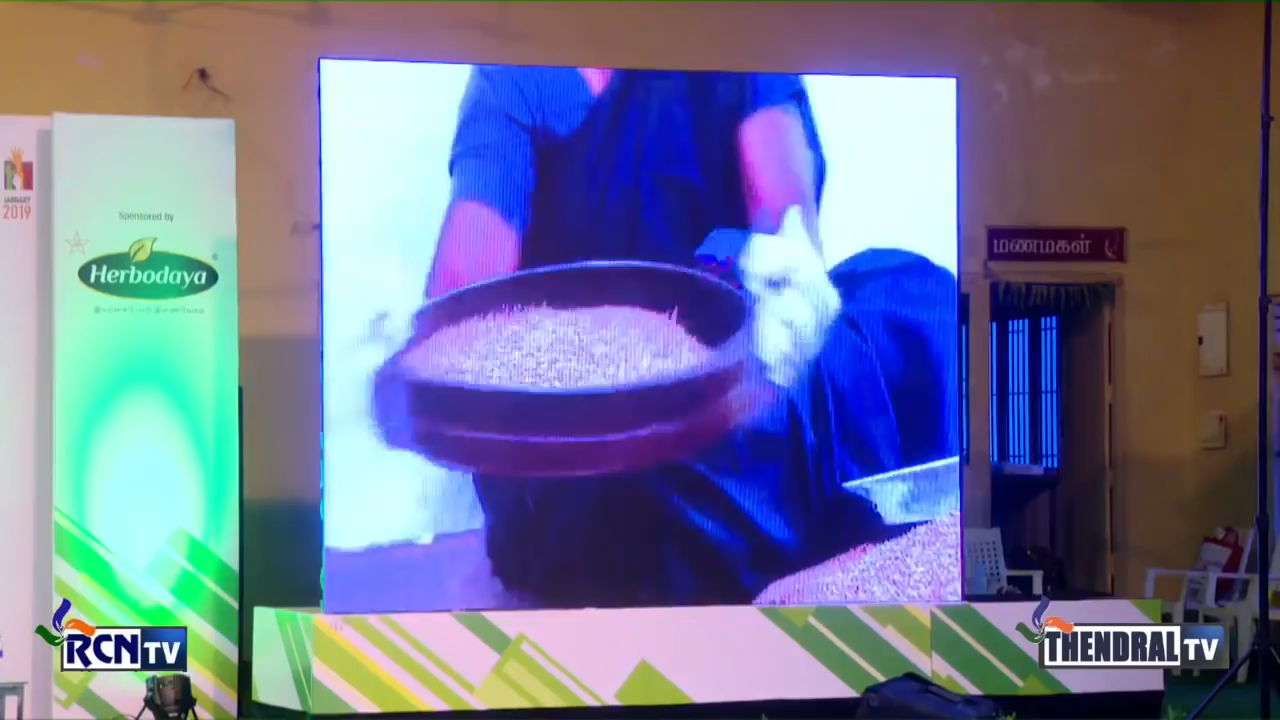 JANUARY
2019
Sponsored by
Herbodaya
மணமகள்
RCN TV
THENDRAL TV